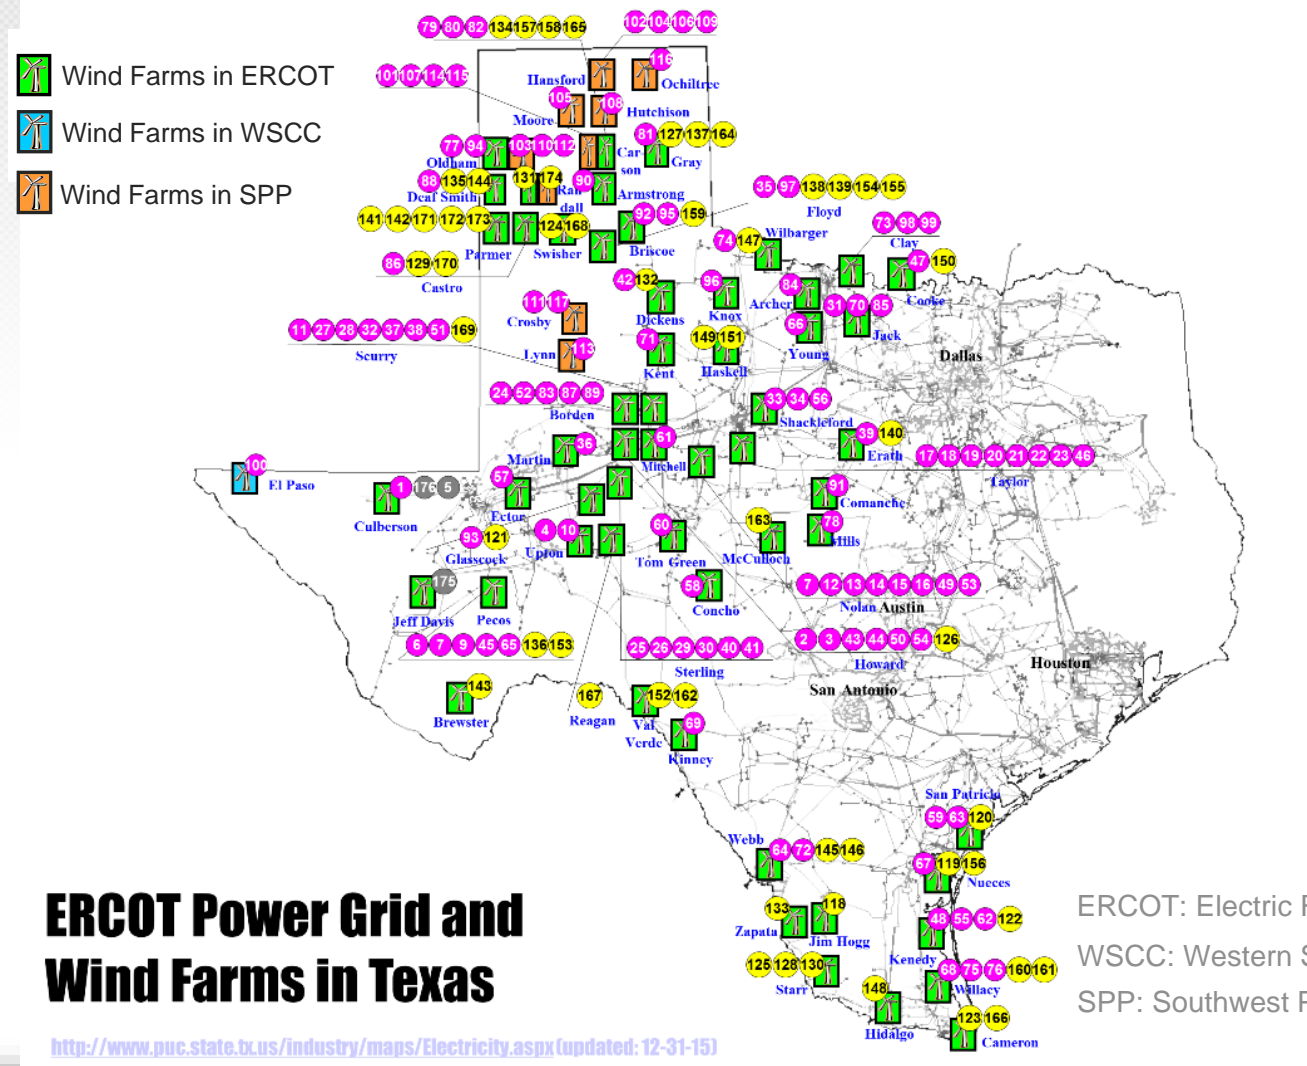 79 80 82 134 157 158 165
102 104 106 109
Wind Farms in ERCOT
101 107 114 115
Hansford
116
Ochiltree
105
Moore
108
Hutchison
Wind Farms in WSCC
77 94
Oldham
103 110 112
Car-
son
81 127 137 164
Gray
Wind Farms in SPP
88 135 144
Deaf Smith
131 174
Ran
dall
90
Armstrong
35 97 138 139 154 155
Floyd
141 142 171 172 173
Parmer
124 168
Swisher
92 95 159
Briscoe
74 147
Wilbarger
73 98 99
Clay
86 129 170
Castro
47 150
Cooke
42 132
Dickens
96
Knox
84
Archer
31 70 85
Jack
111 117
Crosby
66
Young
11 27 28 32 37 38 51 169
Scurry
113
Lynn
71
Kent
149 151
Haskell
Dallas
24 52 83 87 89
Borden
33 34 56
Shackleford
36
Martin
61
Mitchell
39 140
Erath
17 18 19 20 21 22 23 46
Taylor
100
El Paso
1 176 5
Culberson
57
Ector
91
Comanche
93 121
Glasscock
4 10
Upton
60
Tom Green
163
McCulloch
78
Mills
175
Jeff Davis
Pecos
58
Concho
7 12 13 14 15 16 49 53
Nolan
Austin
6 7 9 45 65 136 153
25 26 29 30 40 41
Sterling
2 3 43 44 50 54 126
Howard
Houston
San Antonio
143
Brewster
167
Reagan
152 162
Val
Verde
69
Kinney
San Patricio
59 63 120
Webb
64 72 145 146
67 119 156
Nueces
ERCOT Power Grid and
Wind Farms in Texas
133
Zapata
118
Jim Hogg
48 55 62 122
Kenedy
ERCOT: Electric
WSCC: Western
SPP: Southwest
125 128 130
Starr
68 75 76 160 161
Willacy
148
Hidalgo
123 166
Cameron
http://www.puc.state.tx.us/industry/maps/Electricity.aspx (updated: 12-31-15)